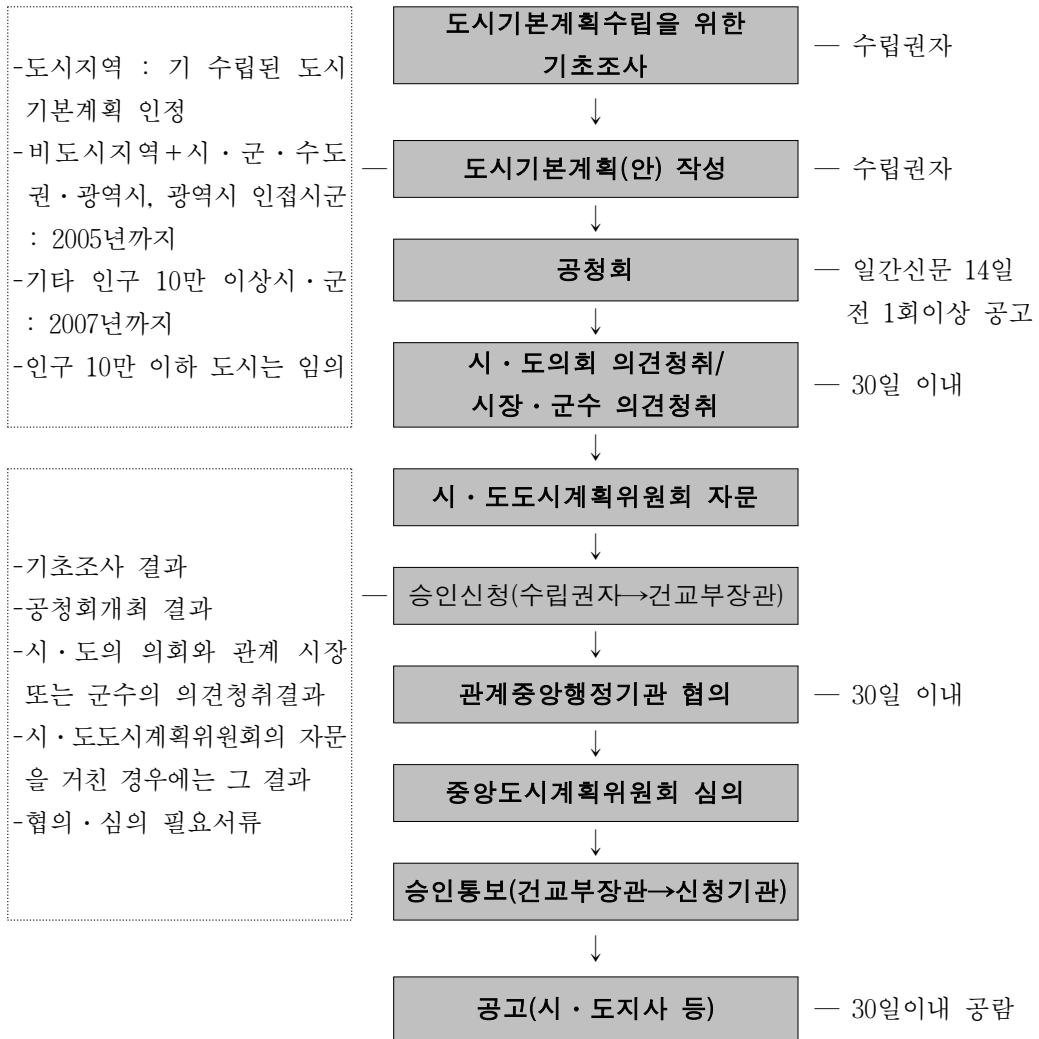 도시기본계획수립을 위한
기초조사
— 수립권자
-도시지역 : 기 수립된 도시
기본계획 인정
-비도시지역+시·군·수도
권·광역시, 광역시 인접시군
: 2005년까지
-기타 인구 10만 이상시·군
: 2007년까지
-인구 10만 이하 도시는 임의
↓
— 도시기본계획(안) 작성
— 수립권자
↓
공청회
— 일간신문 14일
전 1회이상 공고
↓
시·도의회 의견청취/
시장·군수 의견청취
— 30일 이내
↓
시·도도시계획위원회 자문
↓
-기초조사 결과
-공청회개최 결과
-시·도의 의회와 관계 시장
또는 군수의 의견청취결과
-시·도도시계획위원회의 자문
을 거친 경우에는 그 결과
-협의·심의 필요서류
— 승인신청(수립권자→건교부장관)
↓
관계중앙행정기관 협의
— 30일 이내
↓
중앙도시계획위원회 심의
↓
승인통보(건교부장관→신청기관)
↓
공고(시·도지사 등)
— 30일이내 공람